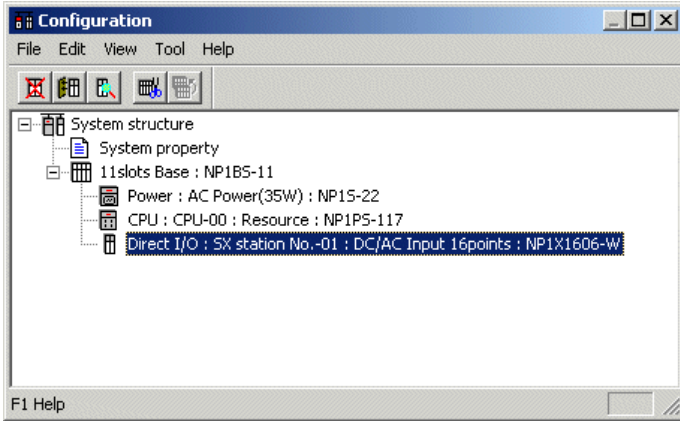 Configuration
File Edit View Tool Help
System structure
System property
11slots Base : NP1BS-11
Power : AC Power(35W) : NP1S-22
CPU : CPU-00 : Resource : NP1PS-117
Direct I/O : SX station No.-01 : DC/AC Input 16points : NP1X1606-W
F1 Help